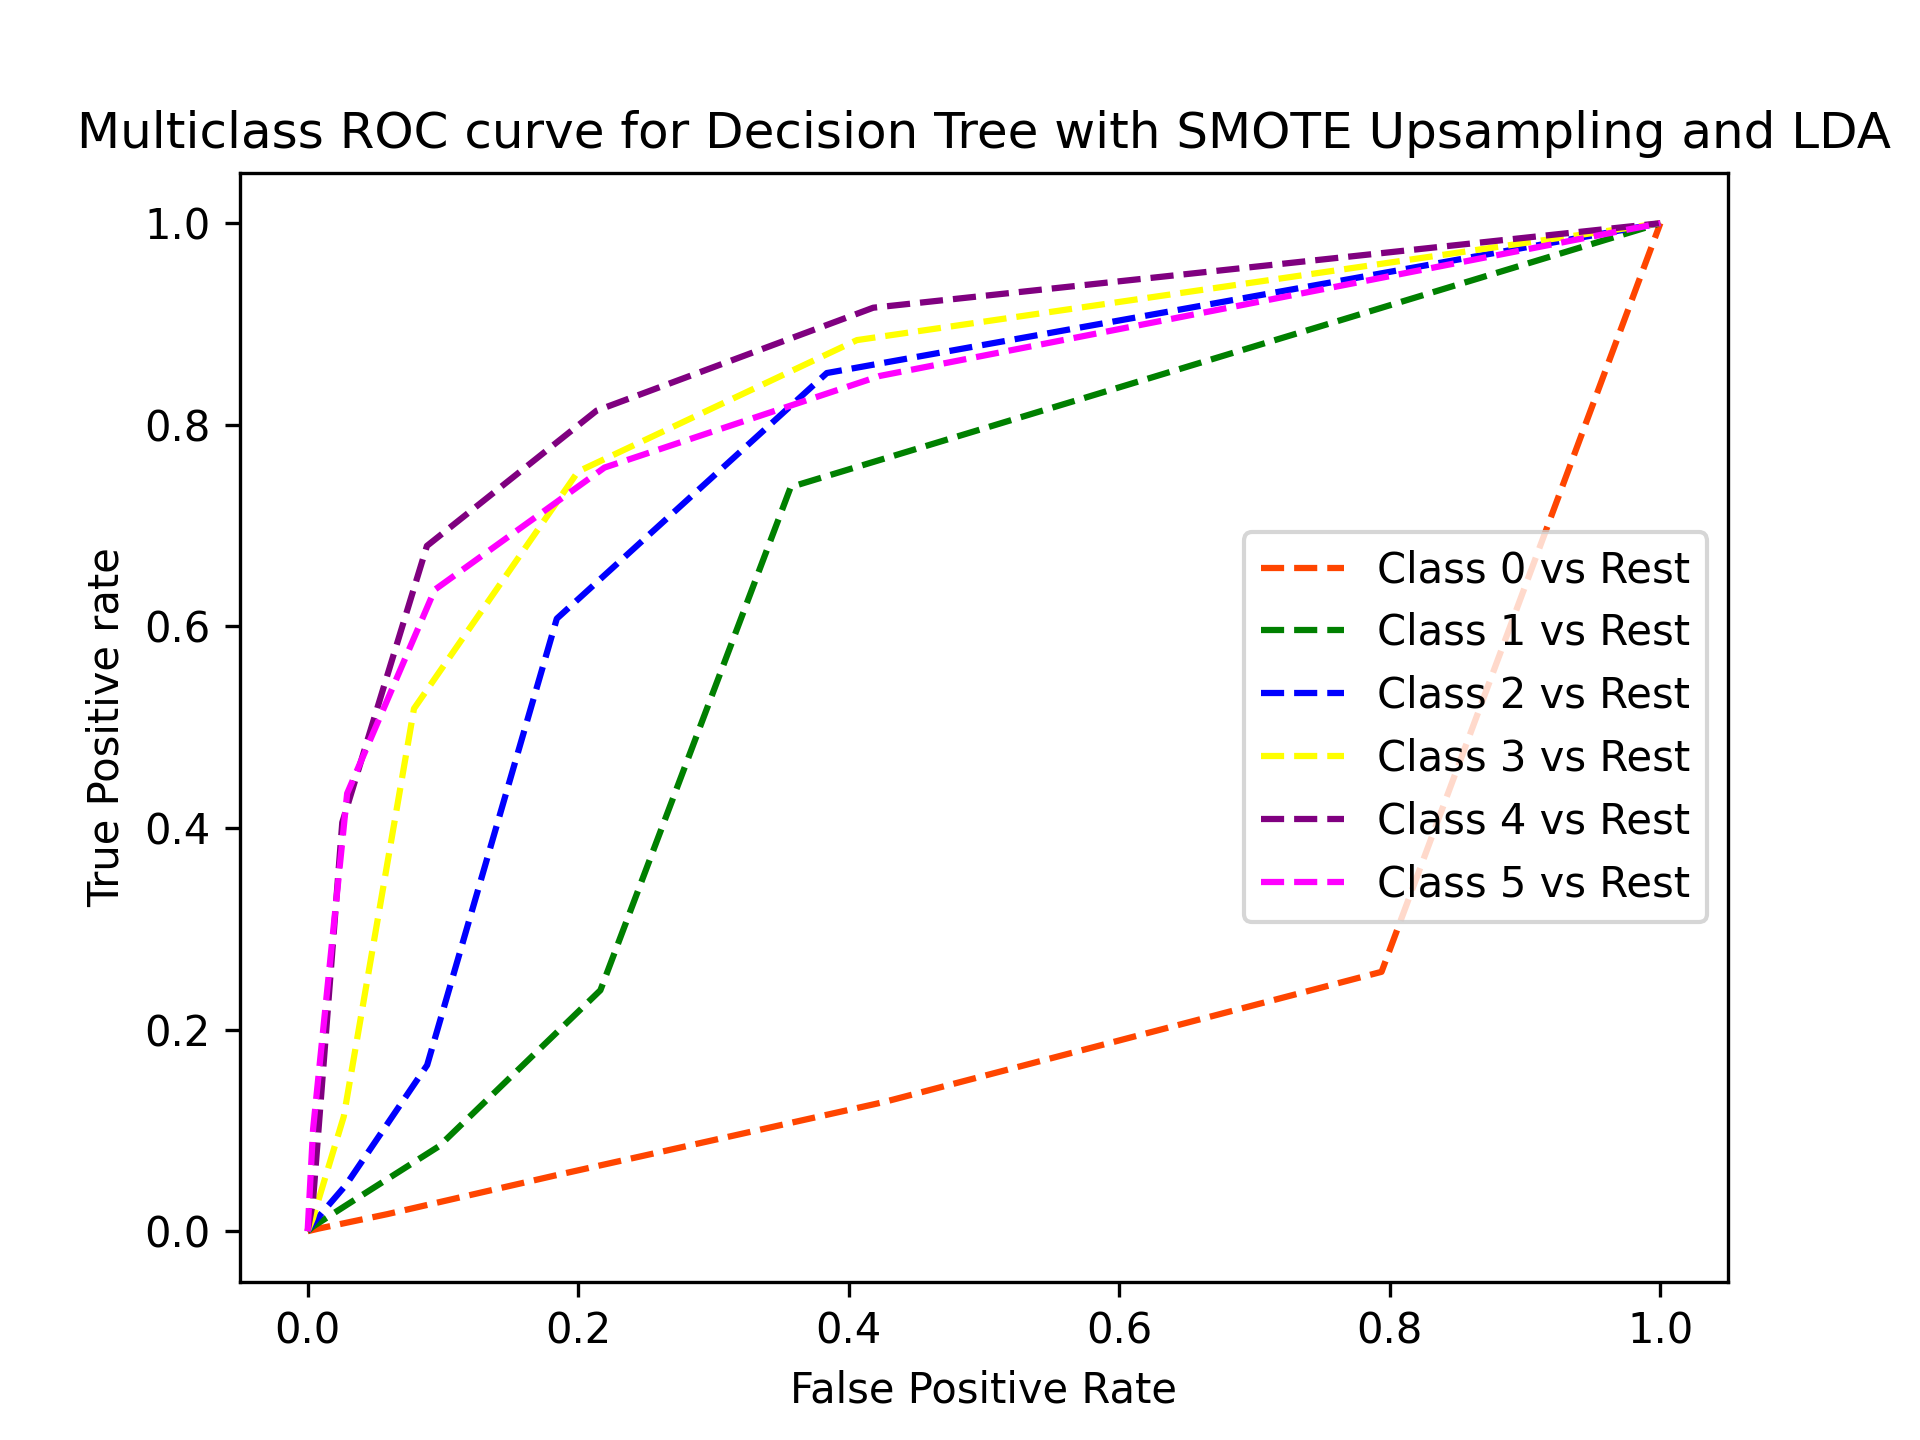 Multiclass ROC curve for Decision Tree with SMOTE Upsampling and LDA
True Positive rate
1.0
0.8
0.6
0.4
0.2
0.0
Class 0 vs Rest
Class 1 vs Rest
Class 2 vs Rest
Class 3 vs Rest
Class 4 vs Rest
Class 5 vs Rest
0.0 0.2 0.4 0.6 0.8 1.0
False Positive Rate